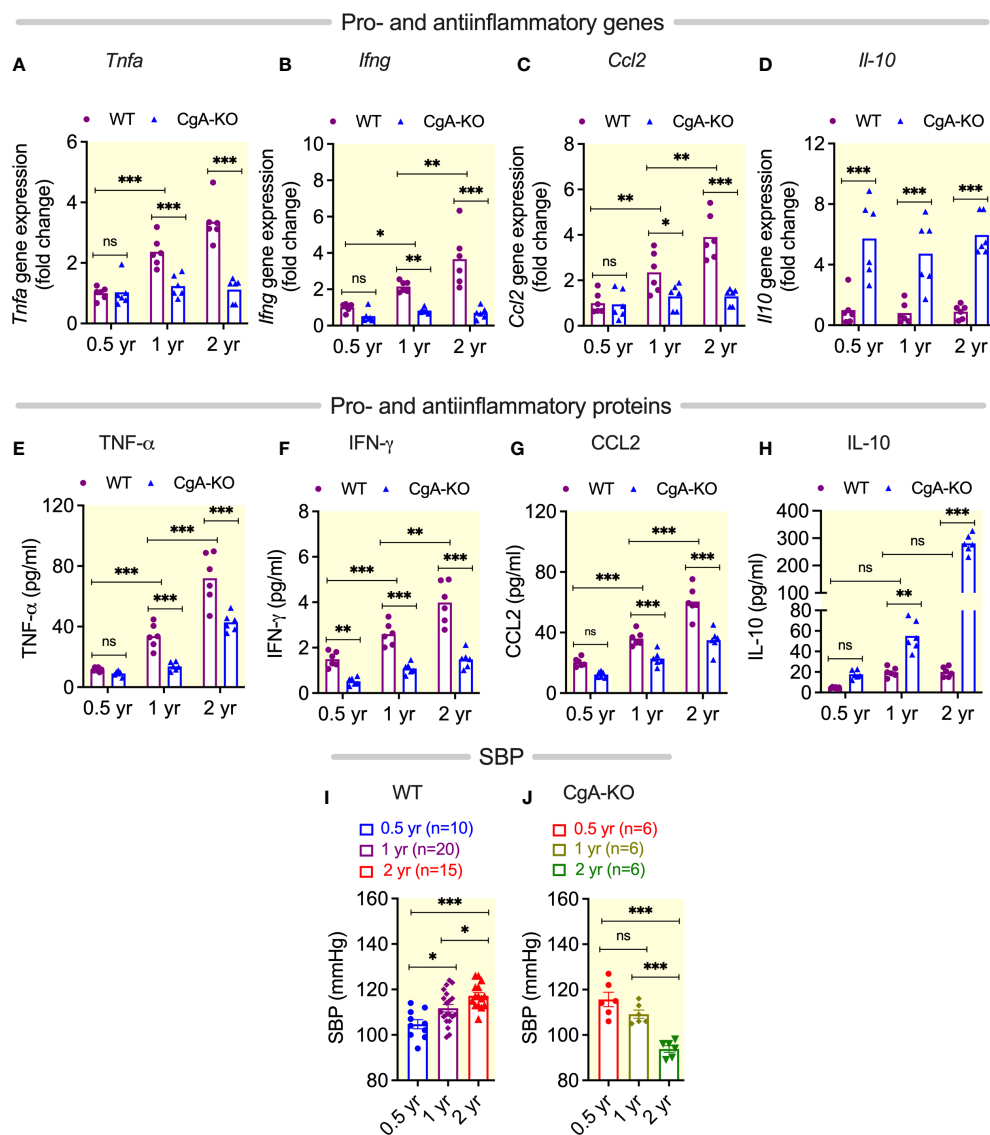 Pro- and antiinflammatory genes
A Tnfa
WT CgA-KO
Tnfa gene expression
(fold change)
6
4
2
0
ns
***
***
***
0.5 yr 1 yr 2 yr
B Ifng
WT CgA-KO
Ifng gene expression
(fold change)
10
8
6
4
2
0
ns
*
**
**
***
0.5 yr 1 yr 2 yr
C Ccl2
WT CgA-KO
Ccl2 gene expression
(fold change)
8
6
4
2
0
ns
**
*
**
***
0.5 yr 1 yr 2 yr
D Il-10
WT CgA-KO
Il10 gene expression
(fold change)
12
8
4
0
***
***
***
0.5 yr 1 yr 2 yr
Pro- and antiinflammatory proteins
E TNF-α
WT CgA-KO
TNF-α (pg/ml)
120
80
40
0
ns
***
***
***
***
0.5 yr 1 yr 2 yr
F IFN-γ
WT CgA-KO
IFN-γ (pg/ml)
8
6
4
2
0
**
***
***
**
***
0.5 yr 1 yr 2 yr
G CCL2
WT CgA-KO
CCL2 (pg/ml)
120
80
40
0
ns
***
***
***
***
0.5 yr 1 yr 2 yr
H IL-10
WT CgA-KO
IL-10 (pg/ml)
400
300
200
100
80
60
40
20
0
ns
ns
**
ns
***
0.5 yr 1 yr 2 yr
SBP
I WT
0.5 yr (n=10)
1 yr (n=20)
2 yr (n=15)
SBP (mmHg)
160
140
120
100
80
***
*
*
0.5 yr 1 yr 2 yr
J CgA-KO
0.5 yr (n=6)
1 yr (n=6)
2 yr (n=6)
SBP (mmHg)
160
140
120
100
80
***
ns
***
0.5 yr 1 yr 2 yr